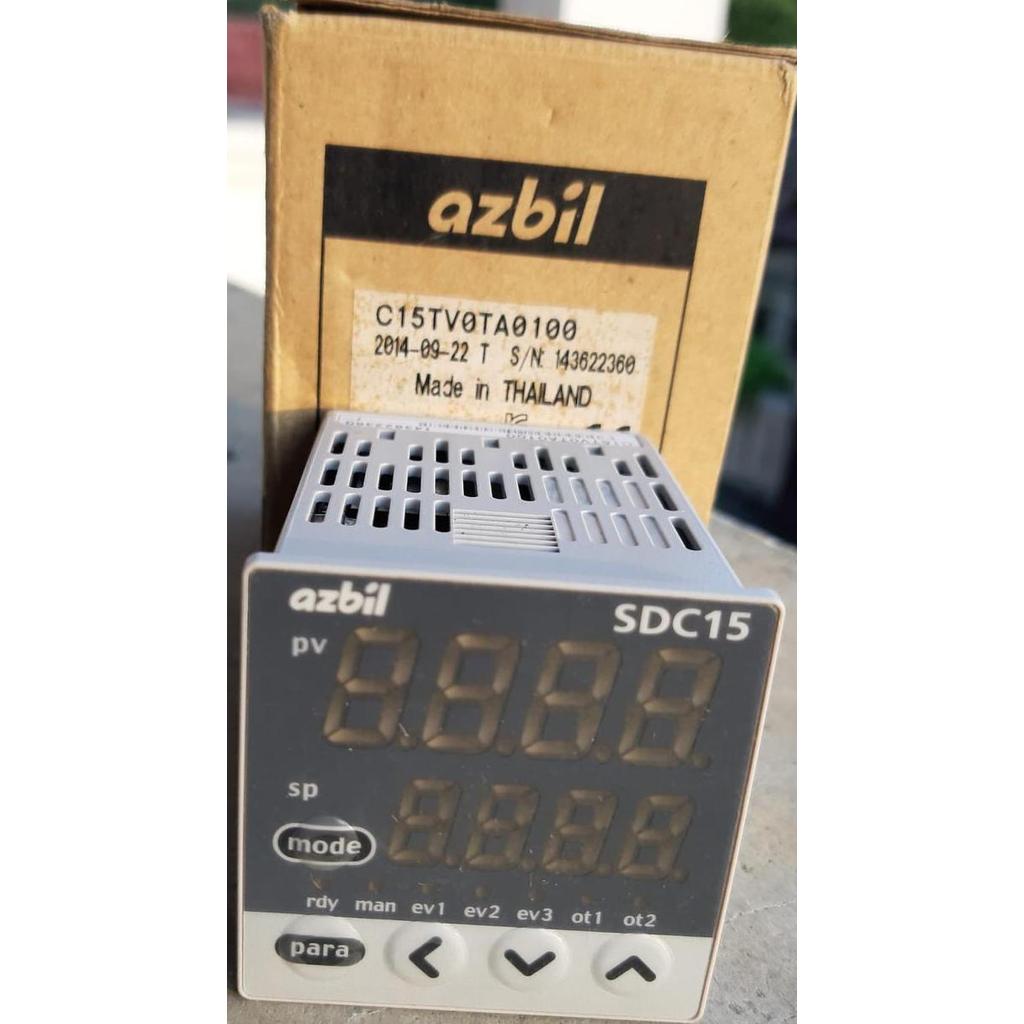 azbil
C15TV0TA0100
2014-09-22 T S/N: 143622360
Made in THAILAND
azbil
SDC15
pv
sp
mode
rdy man ev1 ev2 ev3 ot1 ot2
para